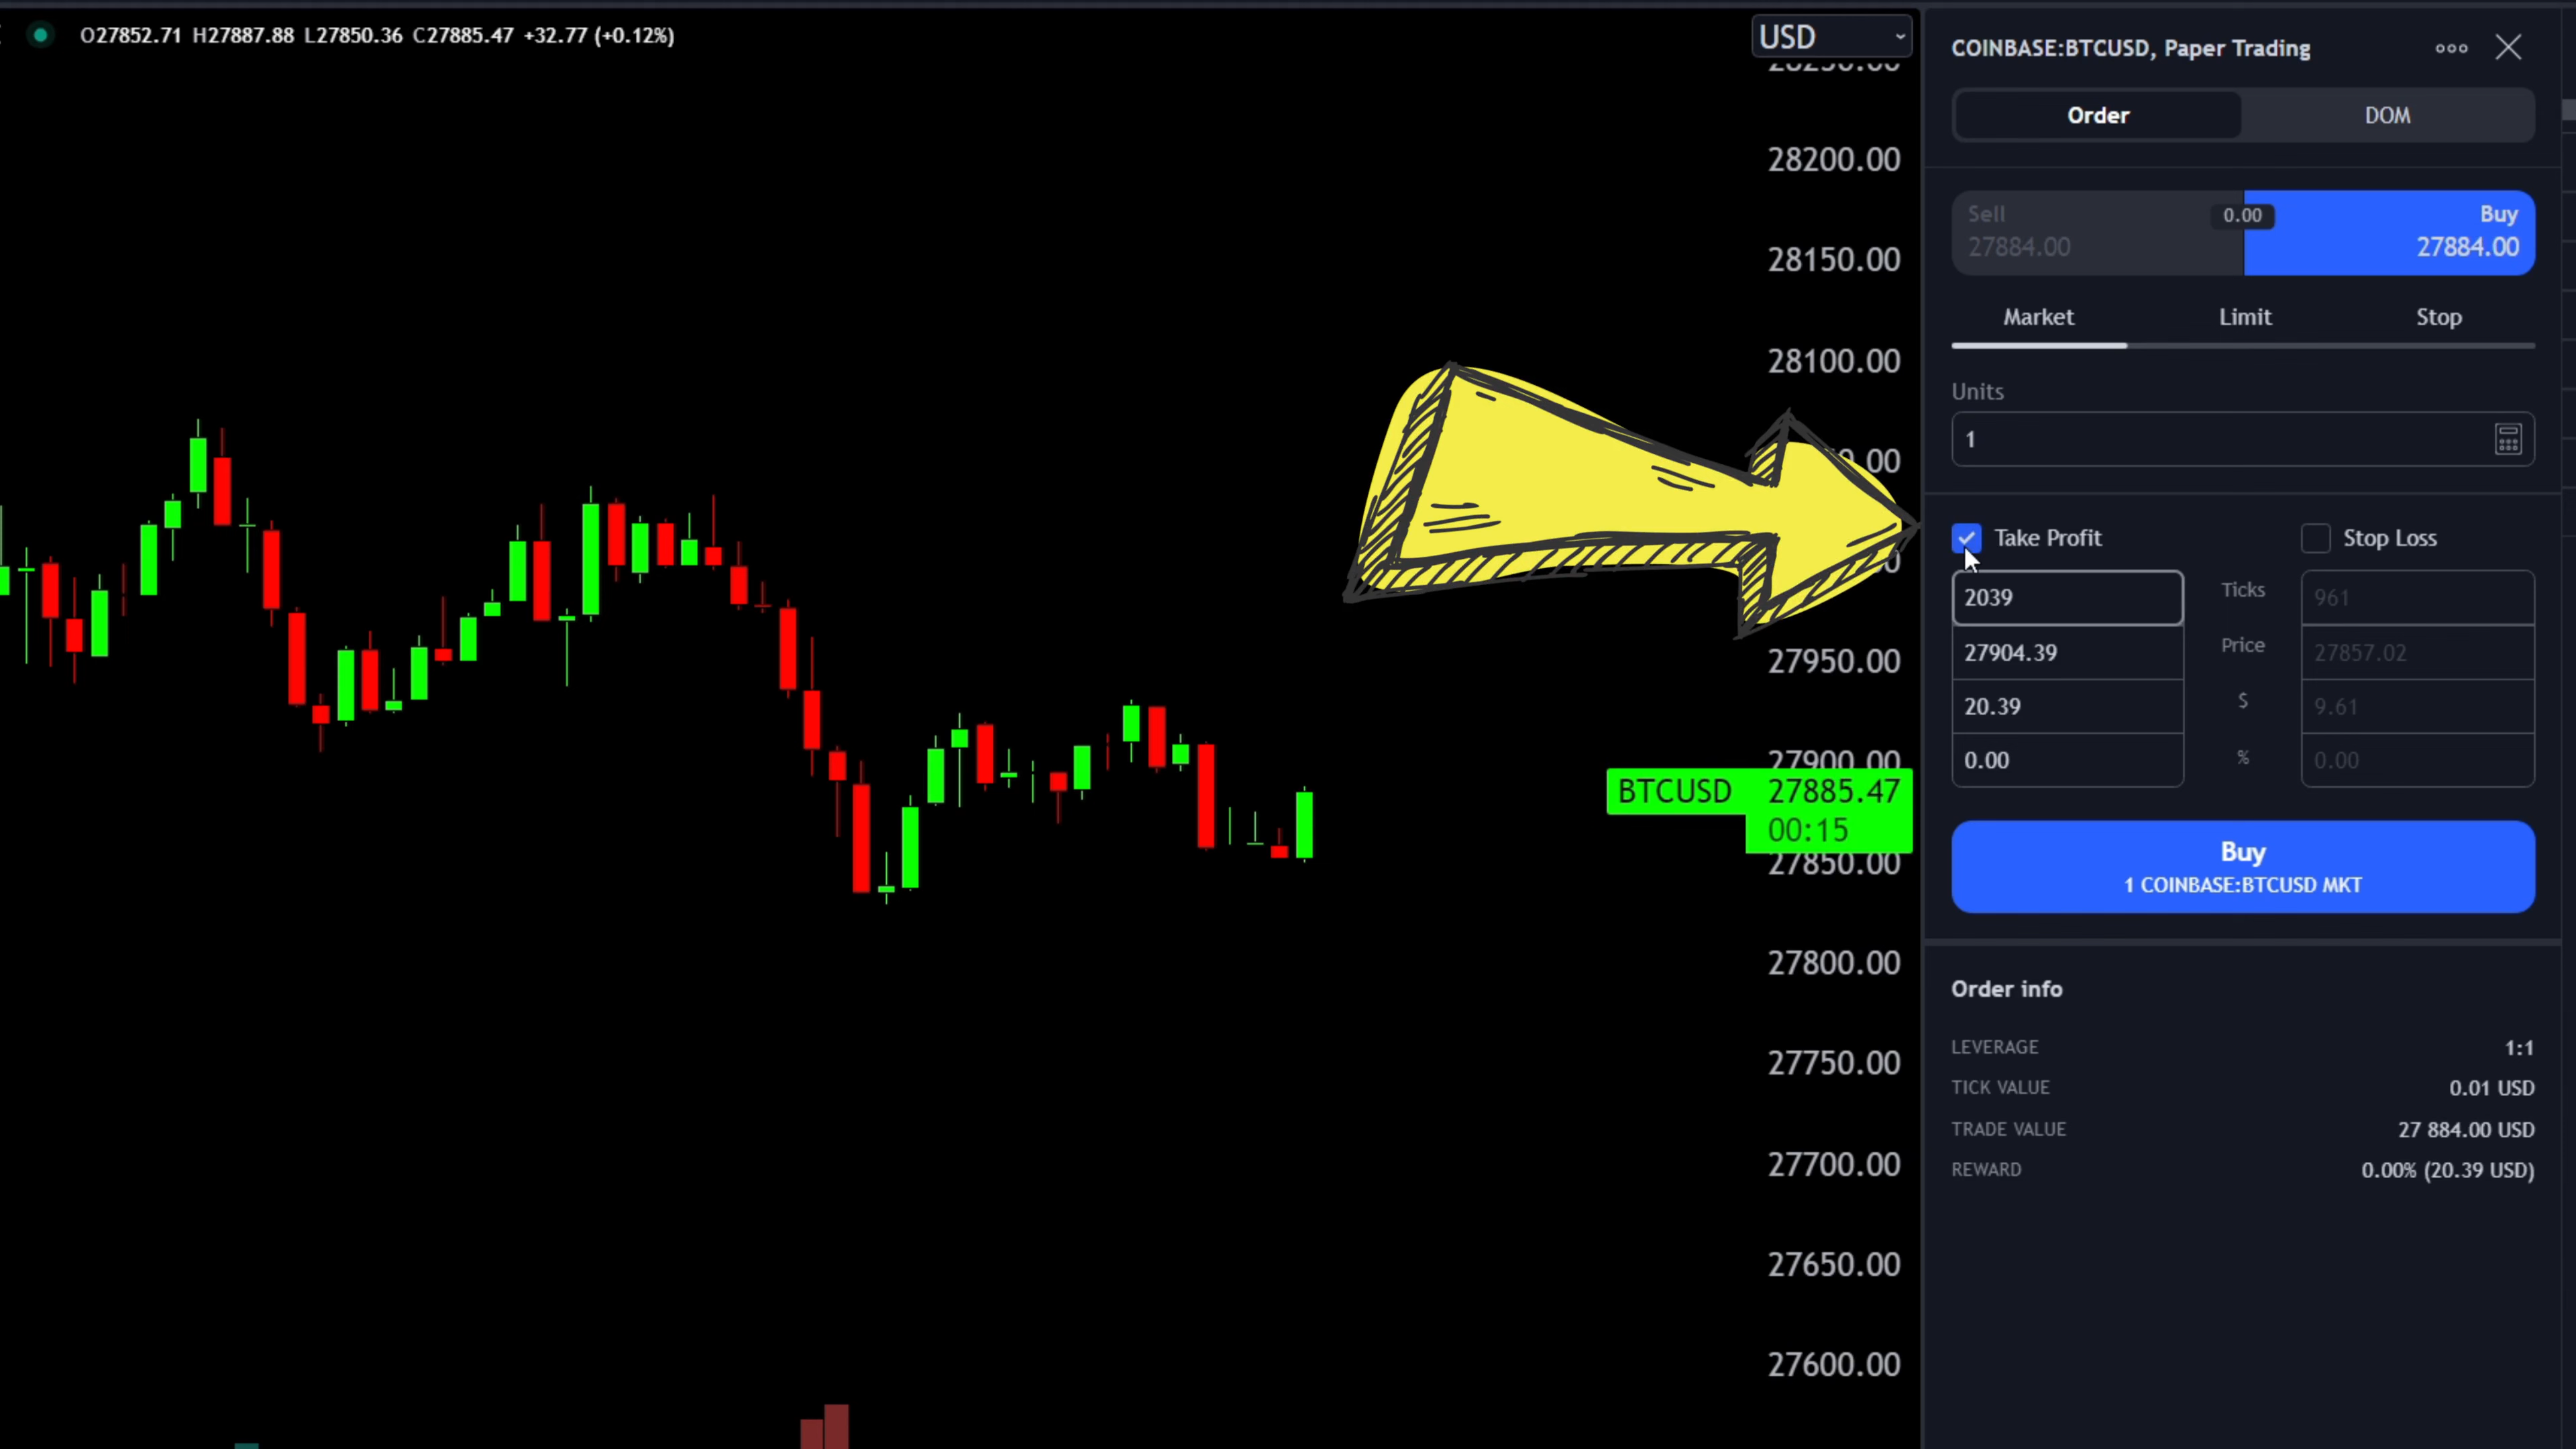 O27852.71 H27887.88 L27850.36 C27885.47 +32.77 (+0.12%)
USD
28200.00
28150.00
28100.00
27950.00
27900.00
BTCUSD 27885.47
00:15
27850.00
27800.00
27750.00
27700.00
27650.00
27600.00
COINBASE:BTCUSD, Paper Trading
Order DOM
Sell 0.00 Buy
27884.00 27884.00
Market Limit Stop
Units
1
Take Profit Stop Loss
2039 Ticks 961
27904.39 Price 27857.02
20.39 $ 9.61
0.00 % 0.00
Buy
1 COINBASE:BTCUSD MKT
Order info
LEVERAGE 1:1
TICK VALUE 0.01 USD
TRADE VALUE 27 884.00 USD
REWARD 0.00% (20.39 USD)